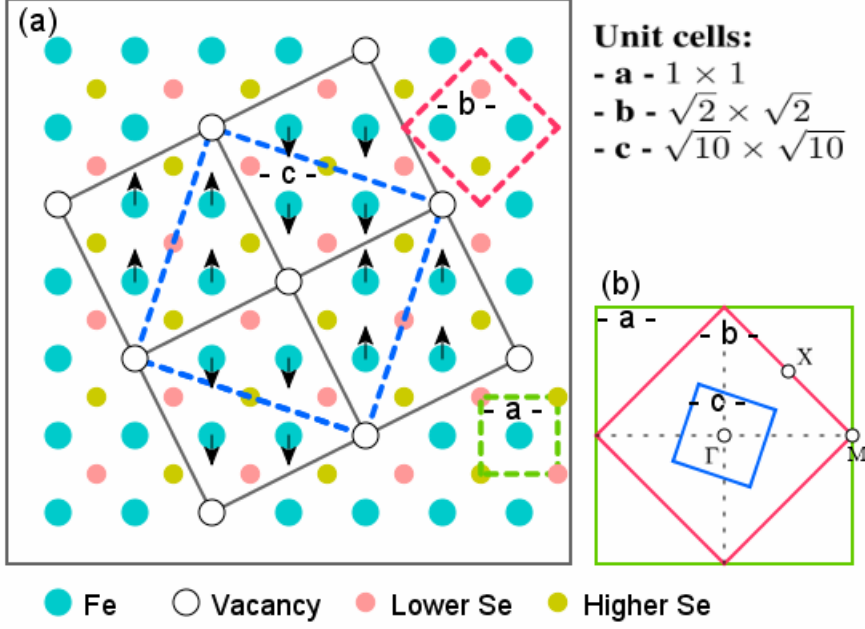 (a)
- b -
- c -
- a -
Unit cells:
- a - 1 × 1
- b - √2 × √2
- c - √10 × √10
(b)
- a -
- b -
X
- c -
Γ
M
Fe
Vacancy
Lower Se
Higher Se